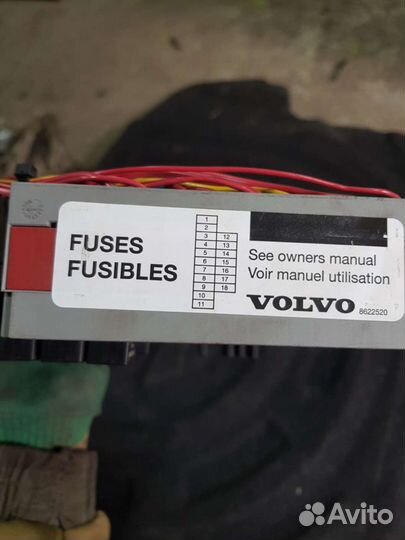 FUSES
FUSIBLES
1
2
3 12
4 13
5 14
6 15
7 16
8 17
9 18
10
11
See owners manual
Voir manuel utilisation
VOLVO
8622520
Avito